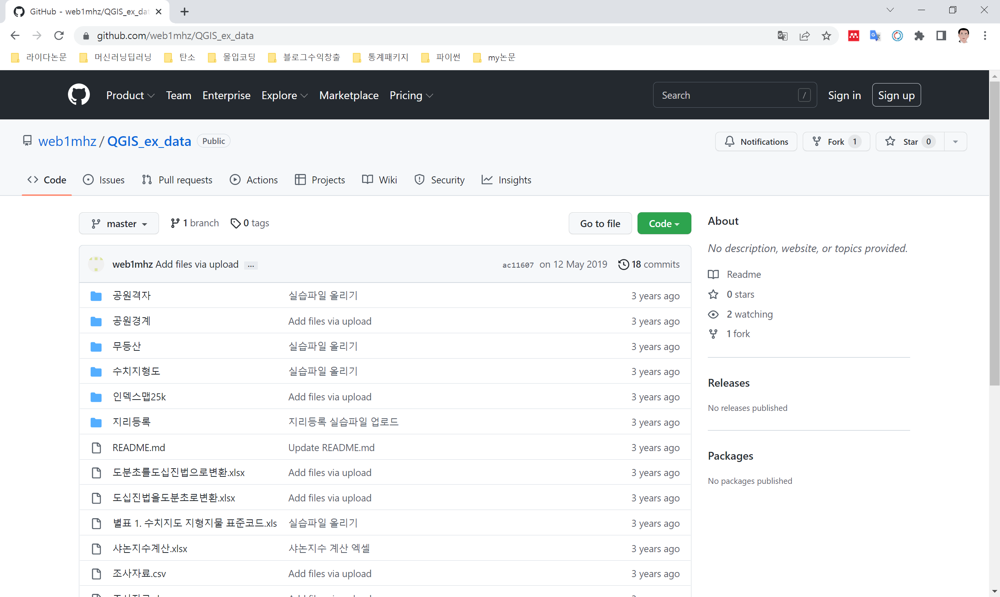 GitHub - web1mhz/QGIS_ex_dat
github.com/web1mhz/QGIS_ex_data
라이다논문 머신러닝딥러닝 탄소 몰입코딩 블로그수익창출 통계패키지 파이썬 my논문
Product Team Enterprise Explore Marketplace Pricing Search / Sign in Sign up
web1mhz / QGIS_ex_data Public Notifications Fork 1 Star 0
Code Issues Pull requests Actions Projects Wiki Security Insights
master 1 branch 0 tags Go to file Code
web1mhz Add files via upload ... ac11607 on 12 May 2019 18 commits
공원격자 실습파일 올리기 3 years ago
공원경계 Add files via upload 3 years ago
무등산 실습파일 올리기 3 years ago
수치지형도 실습파일 올리기 3 years ago
인덱스맵25k Add files via upload 3 years ago
지리등록 지리등록 실습파일 업로드 3 years ago
README.md Update README.md 3 years ago
도분초를도십진법으로변환.xlsx Add files via upload 3 years ago
도십진법을도분초로변환.xlsx Add files via upload 3 years ago
별표 1. 수치지도 지형지물 표준코드.xls 실습파일 올리기 3 years ago
샤논지수계산.xlsx 샤논지수 계산 엑셀 3 years ago
조사자료.csv Add files via upload 3 years ago
About
No description, website, or topics provided.
Readme
0 stars
2 watching
1 fork
Releases
No releases published
Packages
No packages published